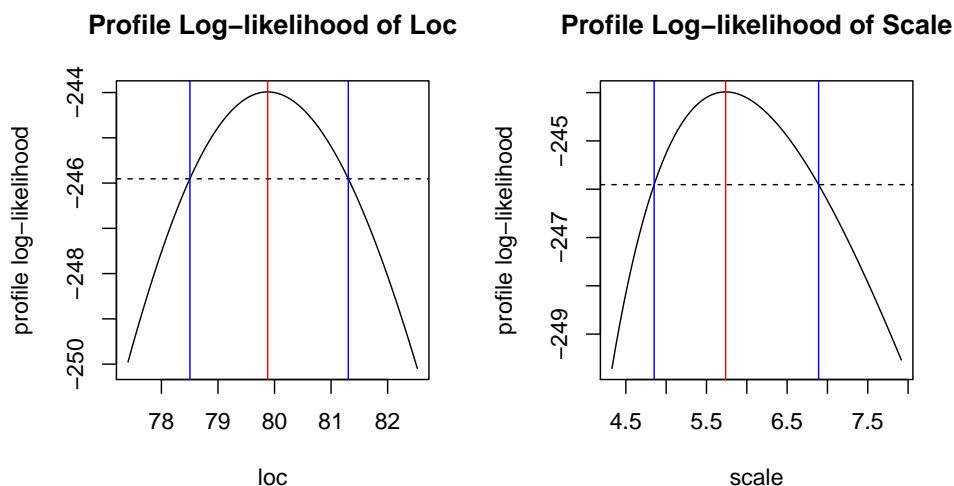 Profile Log−likelihood of Loc
profile log−likelihood
−244
−246
−248
−250
78 79 80 81 82
loc
Profile Log−likelihood of Scale
profile log−likelihood
−245
−247
−249
4.5 5.5 6.5 7.5
scale